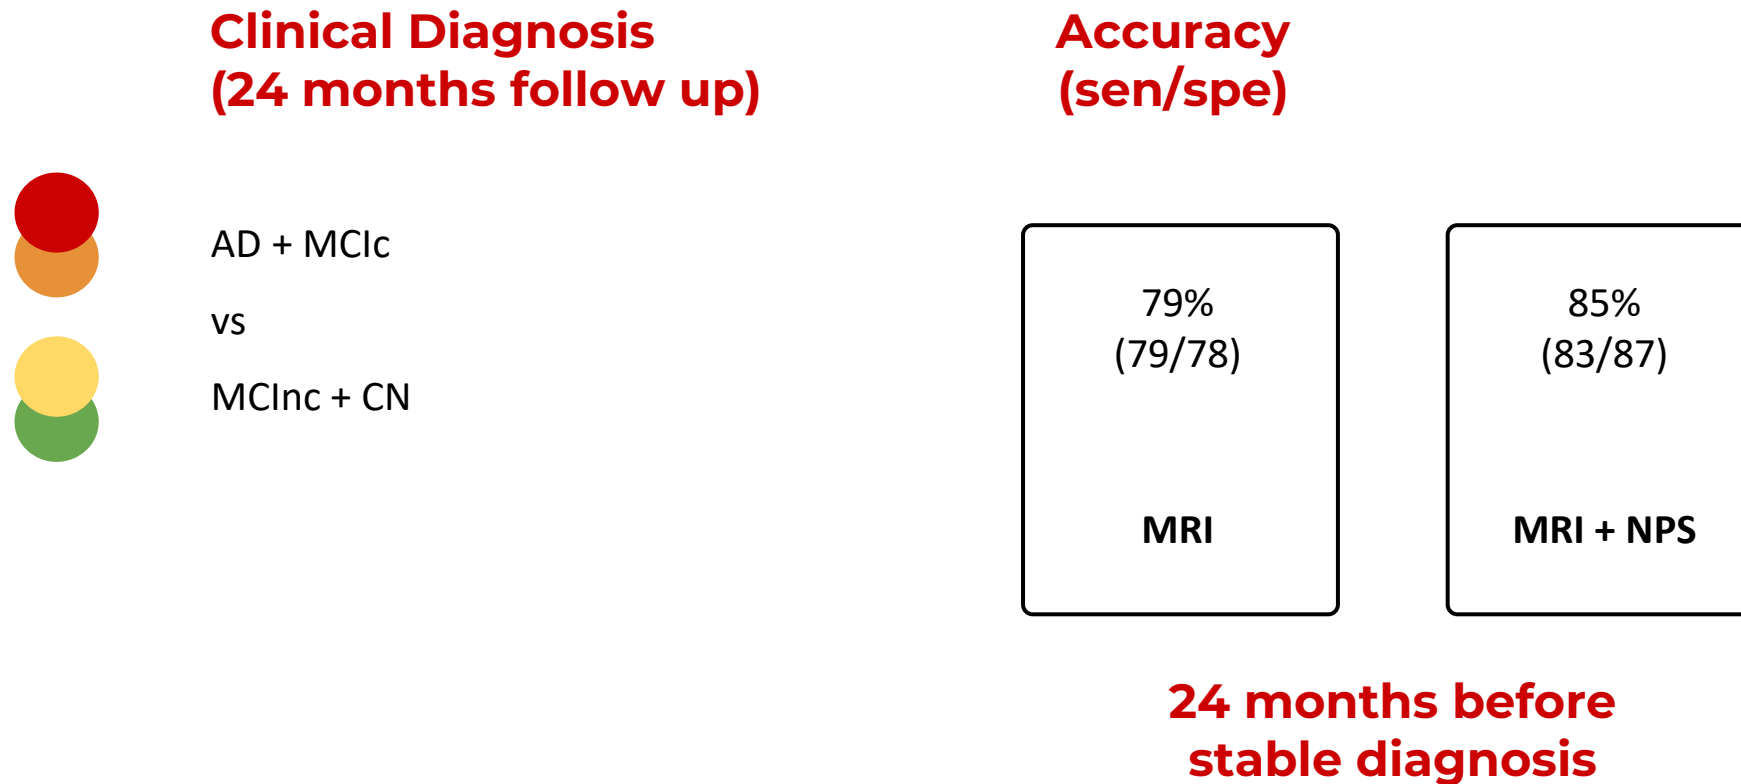 Clinical Diagnosis
(24 months follow up)
Accuracy
(sen/spe)
AD + MCIc
vs
MCInc + CN
79%
(79/78)
MRI
85%
(83/87)
MRI + NPS
24 months before
stable diagnosis